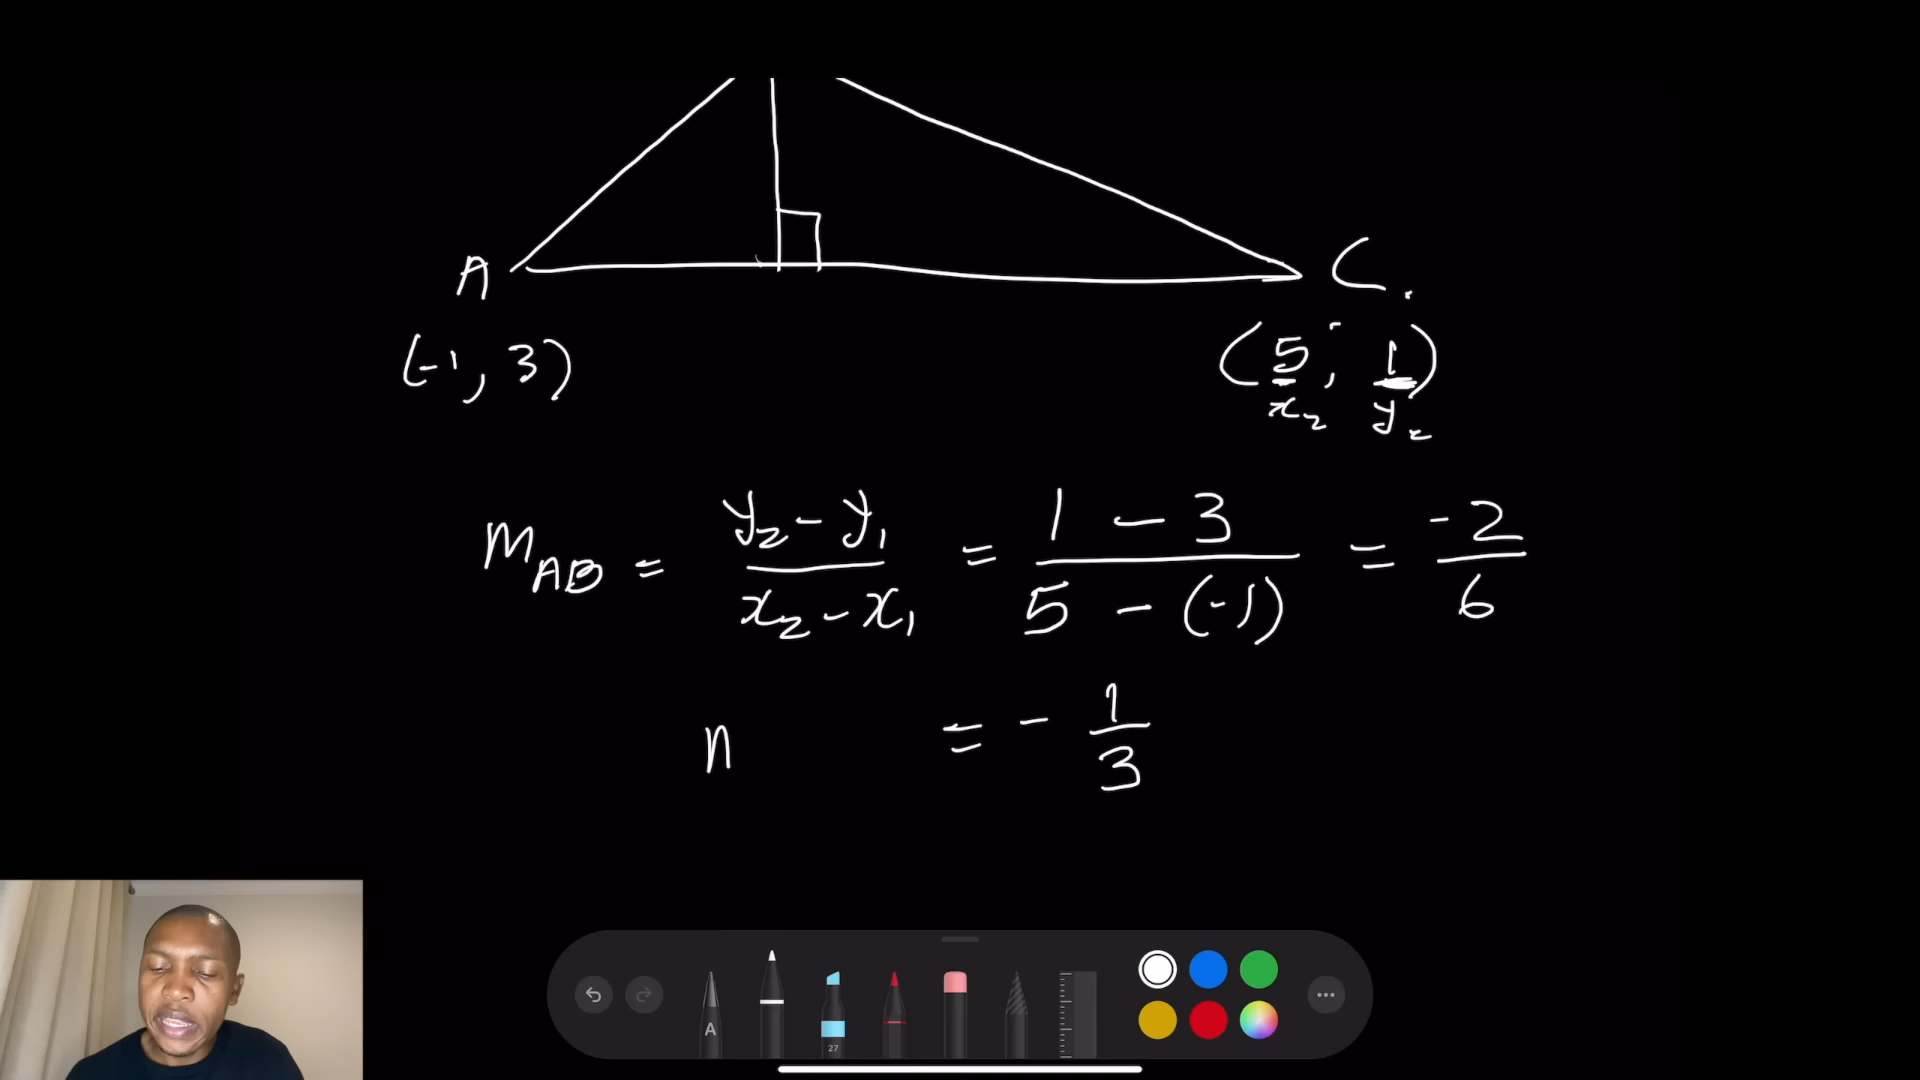 A C.
(-1, 3) (5; 1)
x₂ y₂
m_AB = (y₂ - y₁)/(x₂ - x₁) = (1 - 3)/(5 - (-1)) = -2/6
n = - 1/3
A
27